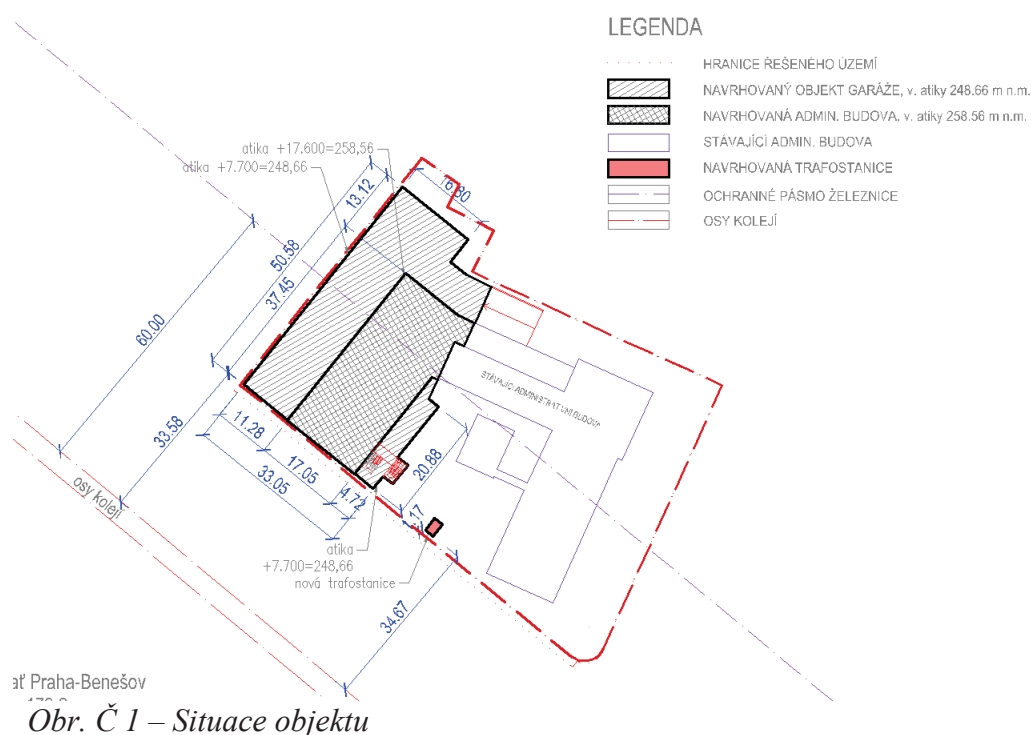 LEGENDA
HRANICE ŘEŠENÉHO ÚZEMÍ
NAVRHOVANÝ OBJEKT GARÁŽE, v. atiky 248.66 m n.m.
NAVRHOVANÁ ADMIN. BUDOVA, v. atiky 258.56 m n.m.
STÁVAJÍCÍ ADMIN. BUDOVA
NAVRHOVANÁ TRAFOSTANICE
OCHRANNÉ PÁSMO ŽELEZNICE
OSY KOLEJÍ
atika +17.600=258,56
atika +7.700=248,66
16.80
13.12
50.58
37.45
60.00
33.58
STÁVAJÍCÍ ADMINISTRATIVNÍ BUDOVA
11.28
17.05
33.05
4.72
20.88
osy kolejí
atika
+7.700=248,66
nová trafostanice
34.67
ať Praha-Benešov
Obr. Č 1 – Situace objektu